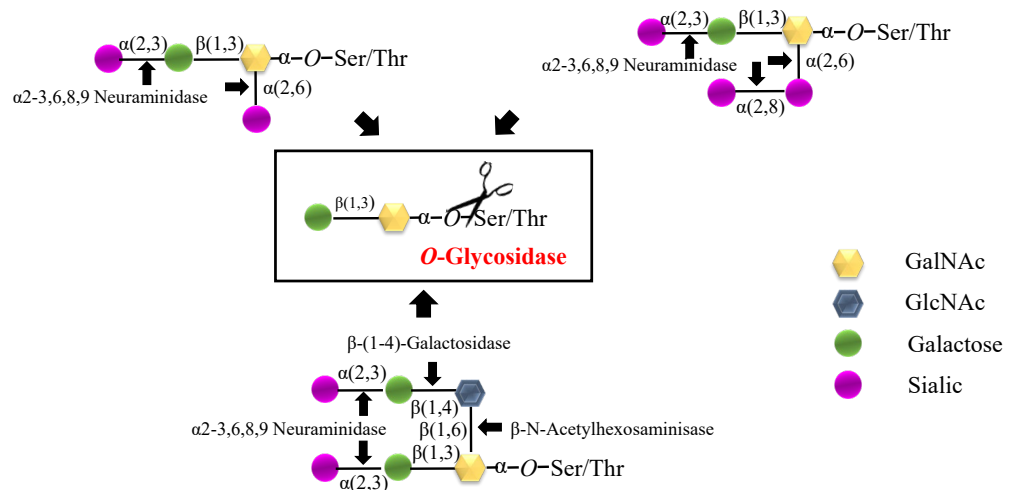 α(2,3) β(1,3)
α–O–Ser/Thr
α2-3,6,8,9 Neuraminidase
α(2,6)
α(2,3) β(1,3)
α–O–Ser/Thr
α2-3,6,8,9 Neuraminidase
α(2,6)
α(2,8)
β(1,3)
α–O–Ser/Thr
O-Glycosidase
GalNAc
GlcNAc
Galactose
Sialic
β-(1-4)-Galactosidase
α(2,3)
β(1,4)
α2-3,6,8,9 Neuraminidase
β(1,6)
β-N-Acetylhexosaminisase
β(1,3)
α(2,3)
α–O–Ser/Thr